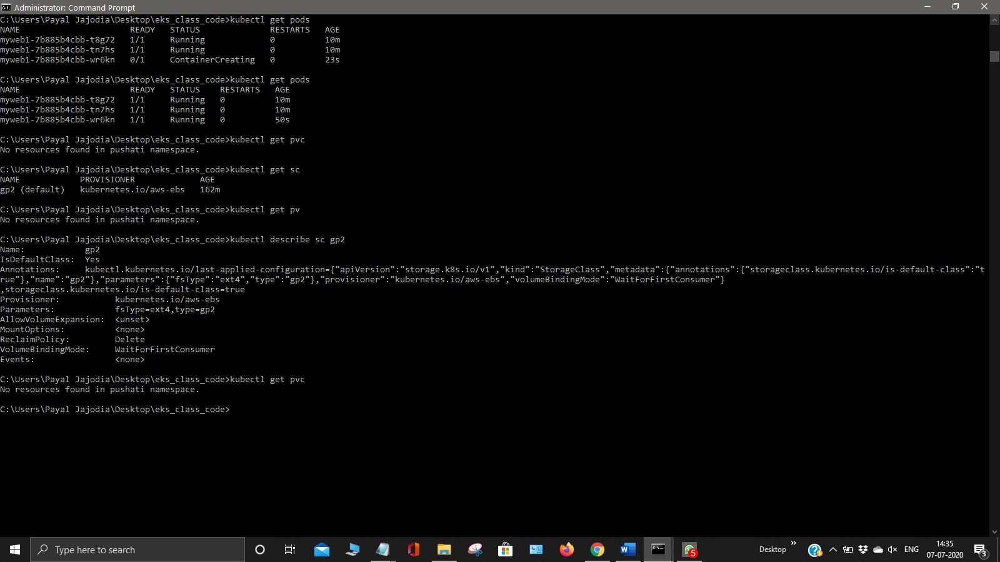 Administrator: Command Prompt
C:\Users\Payal Jajodia\Desktop\eks_class_code>kubectl get pods
NAME READY STATUS RESTARTS AGE
myweb1-7b885b4cbb-t8g72 1/1 Running 0 10m
myweb1-7b885b4cbb-tn7hs 1/1 Running 0 10m
myweb1-7b885b4cbb-wr6kn 0/1 ContainerCreating 0 23s
C:\Users\Payal Jajodia\Desktop\eks_class_code>kubectl get pods
NAME READY STATUS RESTARTS AGE
myweb1-7b885b4cbb-t8g72 1/1 Running 0 10m
myweb1-7b885b4cbb-tn7hs 1/1 Running 0 10m
myweb1-7b885b4cbb-wr6kn 1/1 Running 0 50s
C:\Users\Payal Jajodia\Desktop\eks_class_code>kubectl get pvc
No resources found in pushati namespace.
C:\Users\Payal Jajodia\Desktop\eks_class_code>kubectl get sc
NAME PROVISIONER AGE
gp2 (default) kubernetes.io/aws-ebs 162m
C:\Users\Payal Jajodia\Desktop\eks_class_code>kubectl get pv
No resources found in pushati namespace.
C:\Users\Payal Jajodia\Desktop\eks_class_code>kubectl describe sc gp2
Name: gp2
IsDefaultClass: Yes
Annotations: kubectl.kubernetes.io/last-applied-configuration={"apiVersion":"storage.k8s.io/v1","kind":"StorageClass","metadata":{"annotations":{"storageclass.kubernetes.io/is-default-class":"t
rue"},"name":"gp2"},"parameters":{"fsType":"ext4","type":"gp2"},"provisioner":"kubernetes.io/aws-ebs","volumeBindingMode":"WaitForFirstConsumer"}
,storageclass.kubernetes.io/is-default-class=true
Provisioner: kubernetes.io/aws-ebs
Parameters: fsType=ext4,type=gp2
AllowVolumeExpansion: <unset>
MountOptions: <none>
ReclaimPolicy: Delete
VolumeBindingMode: WaitForFirstConsumer
Events: <none>
C:\Users\Payal Jajodia\Desktop\eks_class_code>kubectl get pvc
No resources found in pushati namespace.
C:\Users\Payal Jajodia\Desktop\eks_class_code>
Type here to search
5
Desktop
ENG
14:35
07-07-2020
3